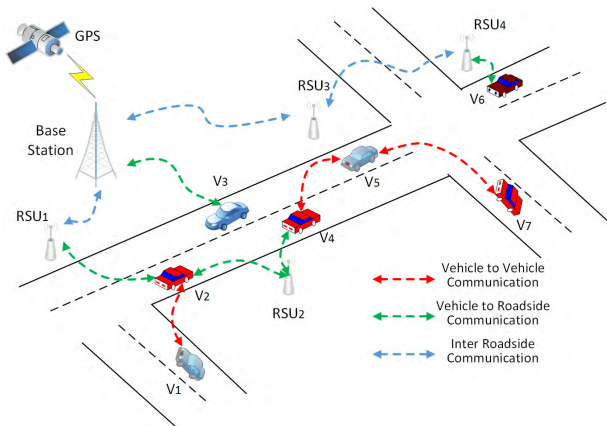 GPS
RSU4
RSU3
V6
Base
Station
V3
V5
RSU1
V4
V7
V2
RSU2
V1
Vehicle to Vehicle
Communication
Vehicle to Roadside
Communication
Inter Roadside
Communication